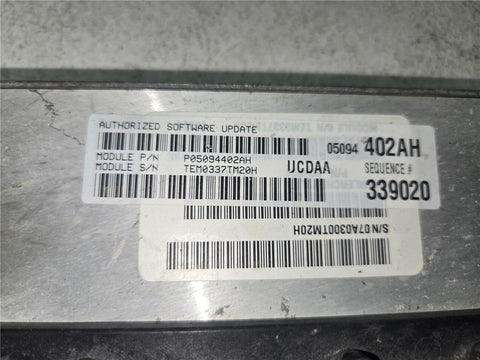 AUTHORIZED SOFTWARE UPDATE
05094 402AH
MODULE P/N P05094402AH
MODULE S/N TEM0337TM20H
UCDAA SEQUENCE #
339020
S/N 07A0300TM20H